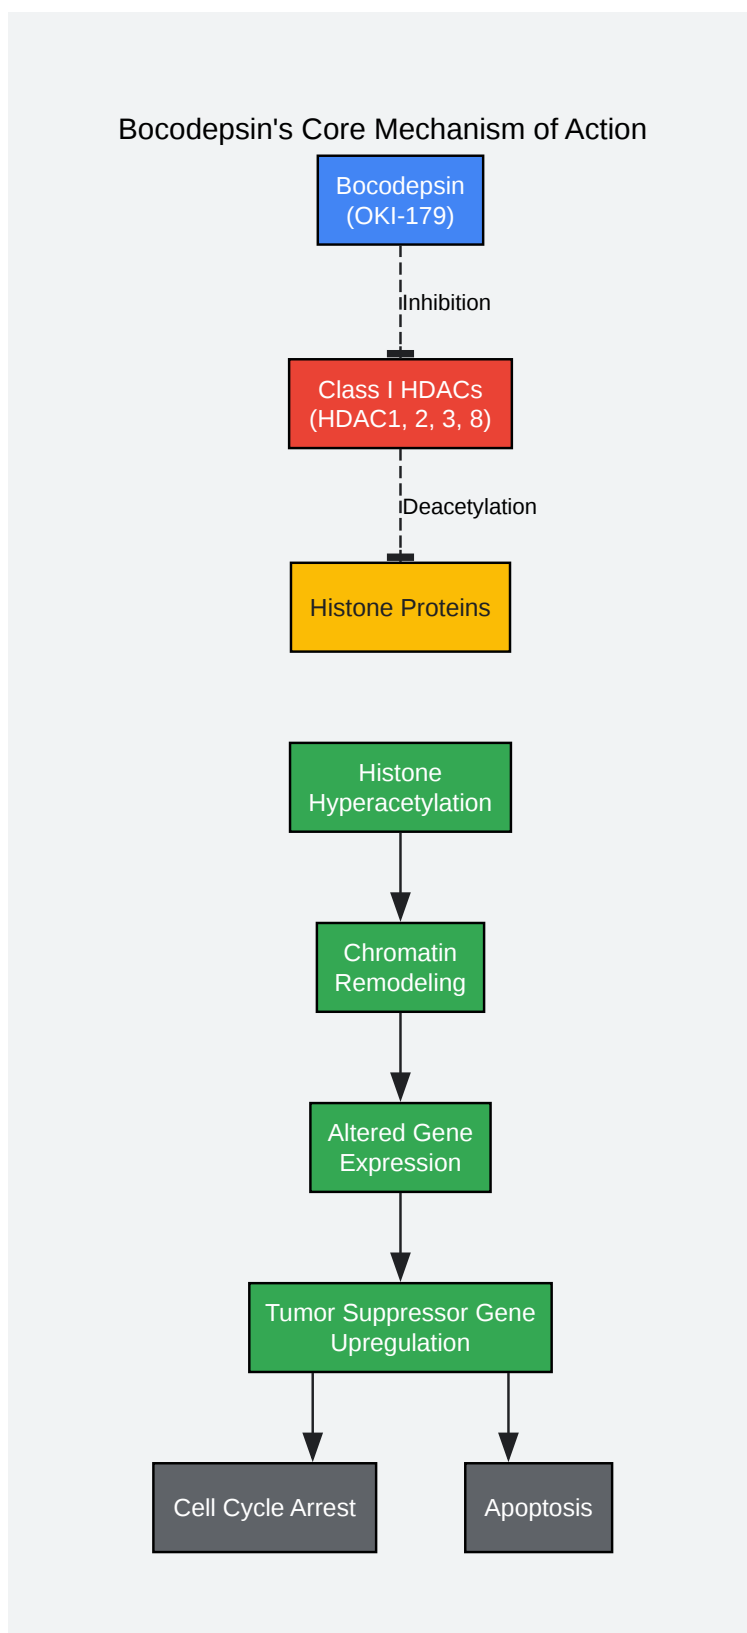 Bocodepsin's Core Mechanism of Action
Bocodepsin
(OKI-179)
Inhibition
Class I HDACs
(HDAC1, 2, 3, 8)
Deacetylation
Histone Proteins
Histone
Hyperacetylation
Chromatin
Remodeling
Altered Gene
Expression
Tumor Suppressor Gene
Upregulation
Cell Cycle Arrest
Apoptosis